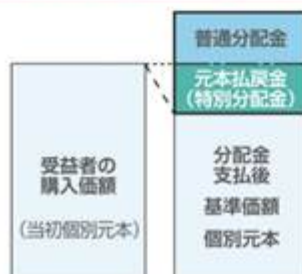 普通分配金
元本払戻金
(特別分配金)
受益者の
購入価額
(当初個別元本)
分配金
支払後
基準価額
個別元本